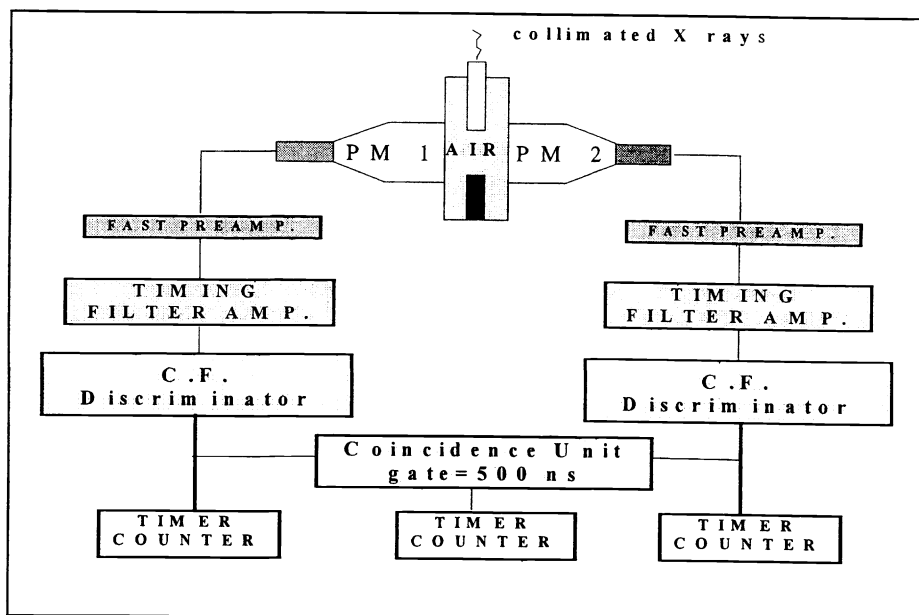 collimated X rays
PM 1 AIR PM 2
FAST PREAMP.
FAST PREAMP.
TIMING
FILTER AMP.
TIMING
FILTER AMP.
C.F.
Discriminator
C.F.
Discriminator
Coincidence Unit
gate=500 ns
TIMER
COUNTER
TIMER
COUNTER
TIMER
COUNTER